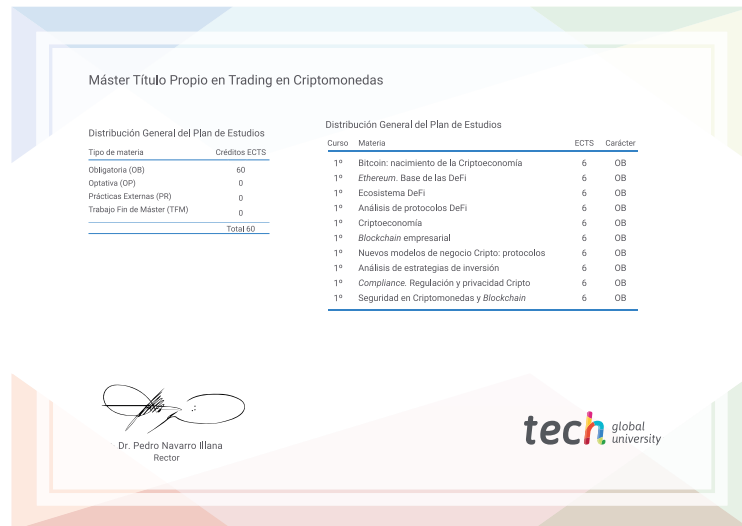 Máster Título Propio en Trading en Criptomonedas
Distribución General del Plan de Estudios
Tipo de materia Créditos ECTS
Obligatoria (OB) 60
Optativa (OP) 0
Prácticas Externas (PR) 0
Trabajo Fin de Máster (TFM) 0
Total 60
Distribución General del Plan de Estudios
Curso Materia ECTS Carácter
1º Bitcoin: nacimiento de la Criptoeconomía 6 OB
1º Ethereum. Base de las DeFi 6 OB
1º Ecosistema DeFi 6 OB
1º Análisis de protocolos DeFi 6 OB
1º Criptoeconomía 6 OB
1º Blockchain empresarial 6 OB
1º Nuevos modelos de negocio Cripto: protocolos 6 OB
1º Análisis de estrategias de inversión 6 OB
1º Compliance. Regulación y privacidad Cripto 6 OB
1º Seguridad en Criptomonedas y Blockchain 6 OB
Dr. Pedro Navarro Illana
Rector
tech global
university